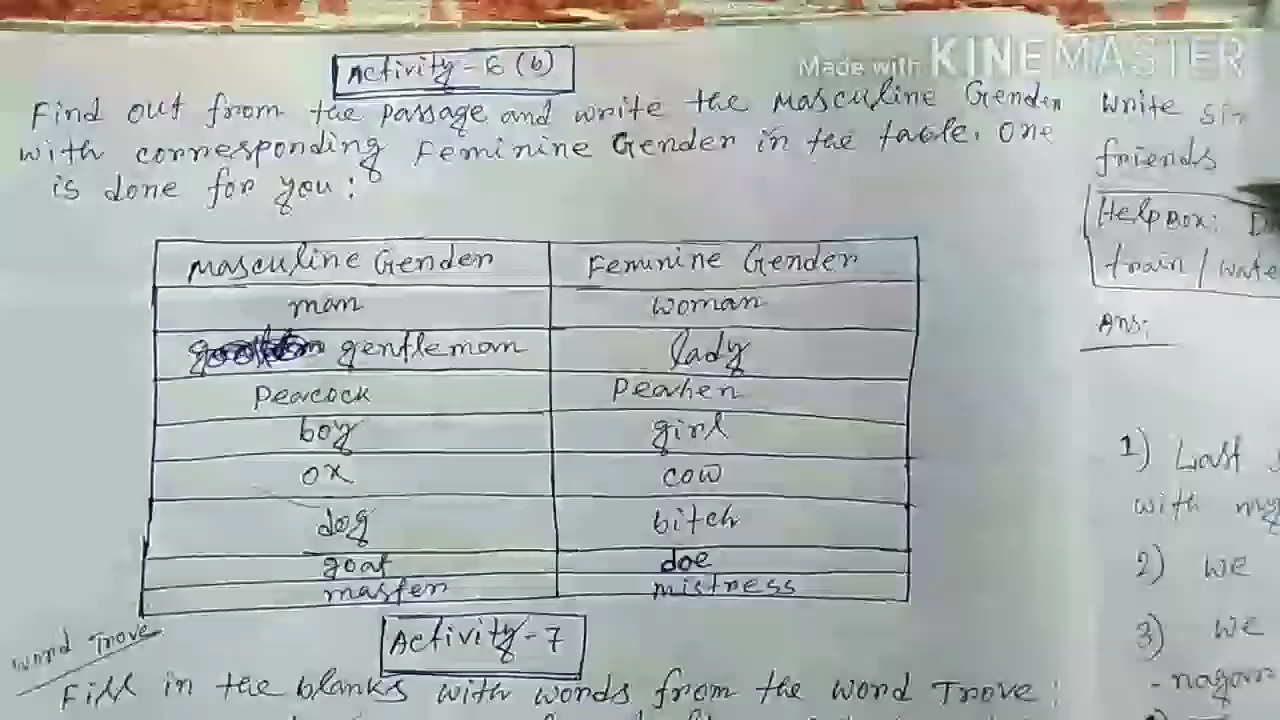 Made with KINEMASTER
Activity - 6 (b)
Find out from the passage and write the Masculine Gender
with corresponding Feminine Gender in the table. One
is done for you:
Masculine Gender Feminine Gender
man woman
gentleman lady
Peacock Peahen
boy girl
ox cow
dog bitch
goat doe
master mistress
Word Trove
Activity - 7
Fill in the blanks with words from the word Trove:
Write
friends
Help Box:
train /
Ans:
1) Last
with my
2) we
3) we